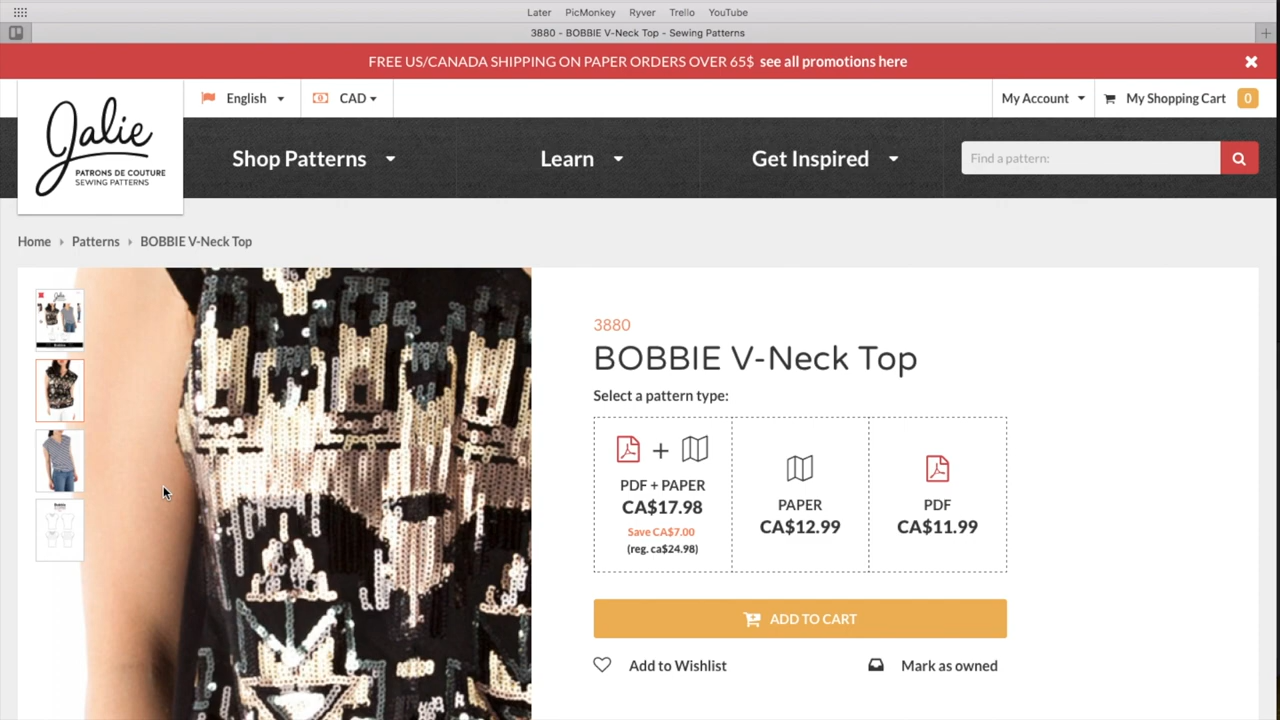 Later PicMonkey Ryver Trello YouTube
3880 - BOBBIE V-Neck Top - Sewing Patterns
FREE US/CANADA SHIPPING ON PAPER ORDERS OVER 65$ see all promotions here
English CAD My Account My Shopping Cart 0
Jalie
PATRONS DE COUTURE
SEWING PATTERNS
Shop Patterns Learn Get Inspired Find a pattern:
Home Patterns BOBBIE V-Neck Top
3880
BOBBIE V-Neck Top
Select a pattern type:
PDF + PAPER
CA$17.98
Save CA$7.00
(reg. ca$24.98)
PAPER
CA$12.99
PDF
CA$11.99
ADD TO CART
Add to Wishlist Mark as owned
Jalie